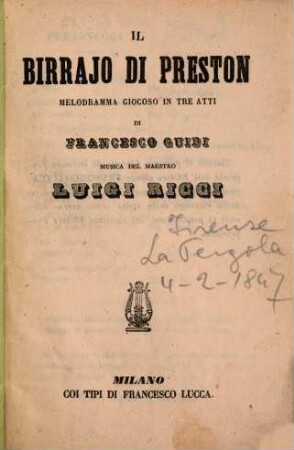 IL
BIRRAJO DI PRESTON
MELODRAMMA GIOCOSO IN TRE ATTI
DI
FRANCESCO GUIDI
MUSICA DEL MAESTRO
LUIGI RICCI
Firenze
La Pergola
4-2-1847
MILANO
COI TIPI DI FRANCESCO LUCCA.